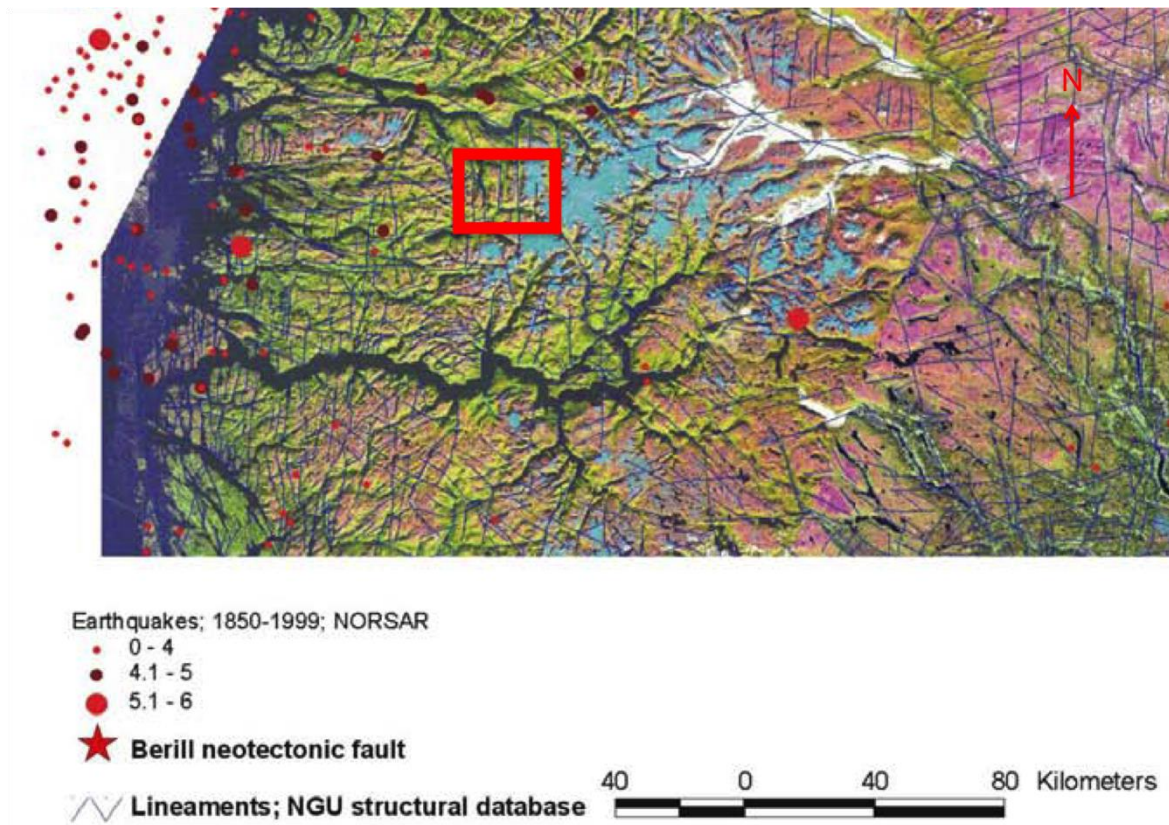 N
Earthquakes; 1850-1999; NORSAR
0 - 4
4.1 - 5
5.1 - 6
Berill neotectonic fault
Lineaments; NGU structural database
40 0 40 80 Kilometers